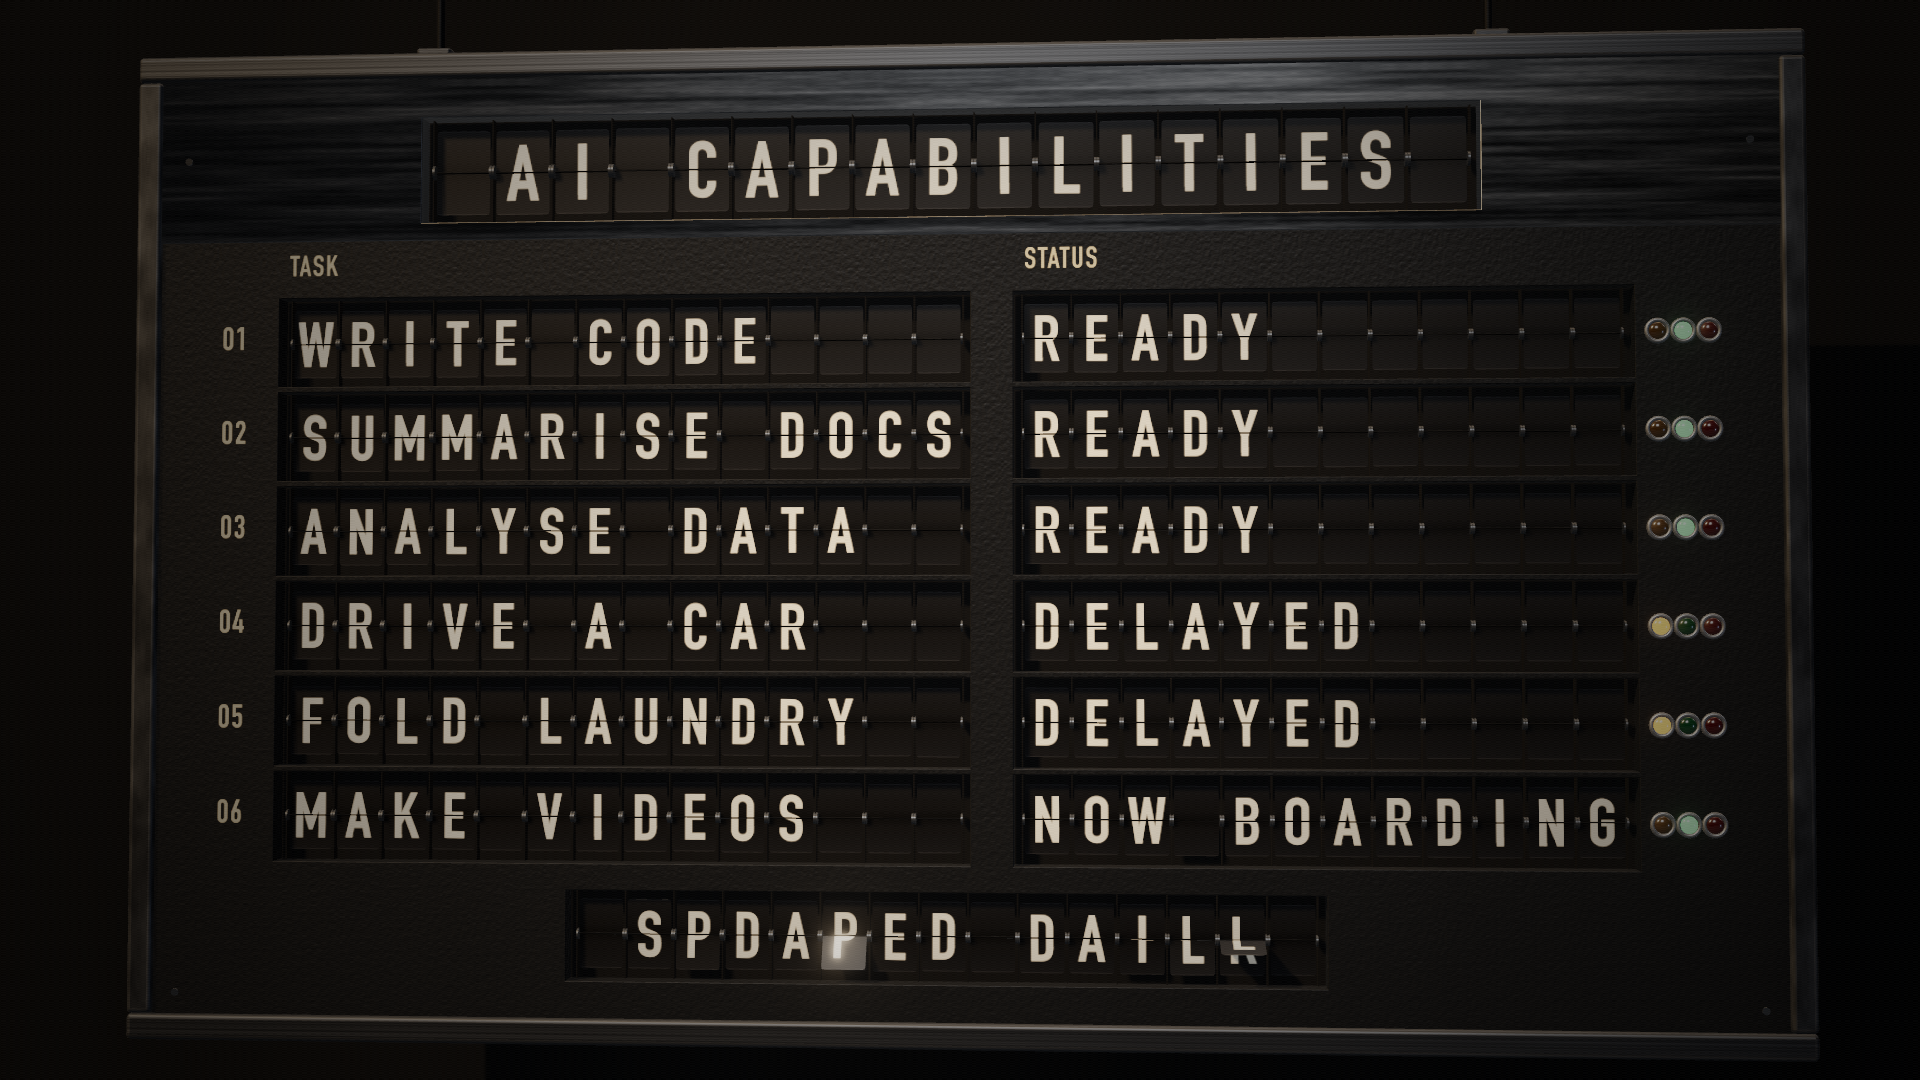 AI CAPABILITIES
TASK STATUS
01 WRITE CODE READY
02 SUMMARISE DOCS READY
03 ANALYSE DATA READY
04 DRIVE A CAR DELAYED
05 FOLD LAUNDRY DELAYED
06 MAKE VIDEOS NOW BOARDING
SPDAPED